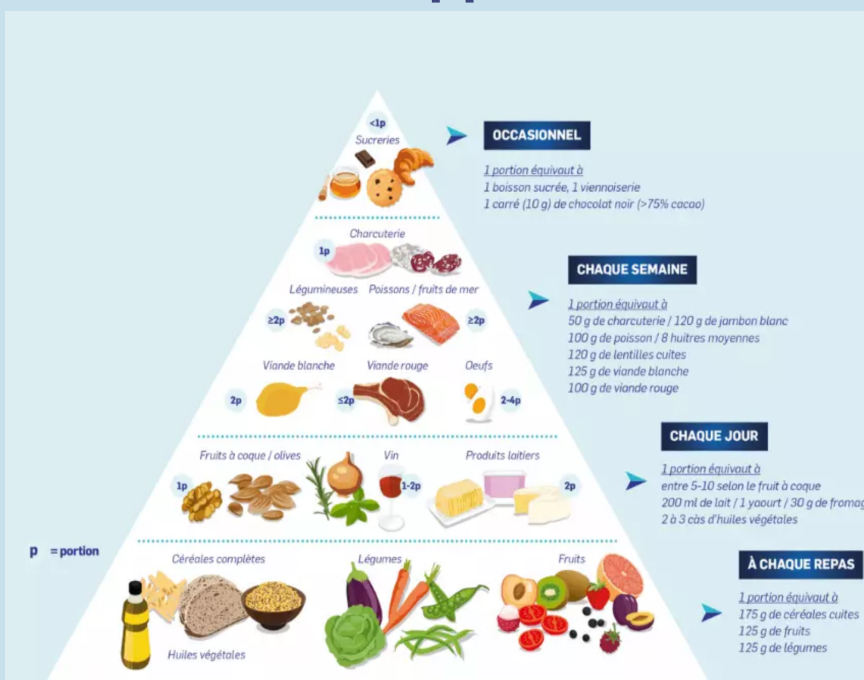 <1p
Sucreries
OCCASIONNEL
1 portion équivaut à
1 boisson sucrée, 1 viennoiserie
1 carré (10 g) de chocolat noir (>75% cacao)
Charcuterie
1p
Légumineuses Poissons / fruits de mer
≥2p ≥2p
Viande blanche Viande rouge Oeufs
2p ≤2p 2-4p
CHAQUE SEMAINE
1 portion équivaut à
50 g de charcuterie / 120 g de jambon blanc
100 g de poisson / 8 huîtres moyennes
120 g de lentilles cuites
125 g de viande blanche
100 g de viande rouge
Fruits à coque / olives Vin Produits laitiers
1p 1-2p 2p
CHAQUE JOUR
1 portion équivaut à
entre 5-10 selon le fruit à coque
200 ml de lait / 1 yaourt / 30 g de fromag
2 à 3 càs d'huiles végétales
p = portion
Céréales complètes Légumes Fruits
Huiles végétales
À CHAQUE REPAS
1 portion équivaut à
175 g de céréales cuites
125 g de fruits
125 g de légumes